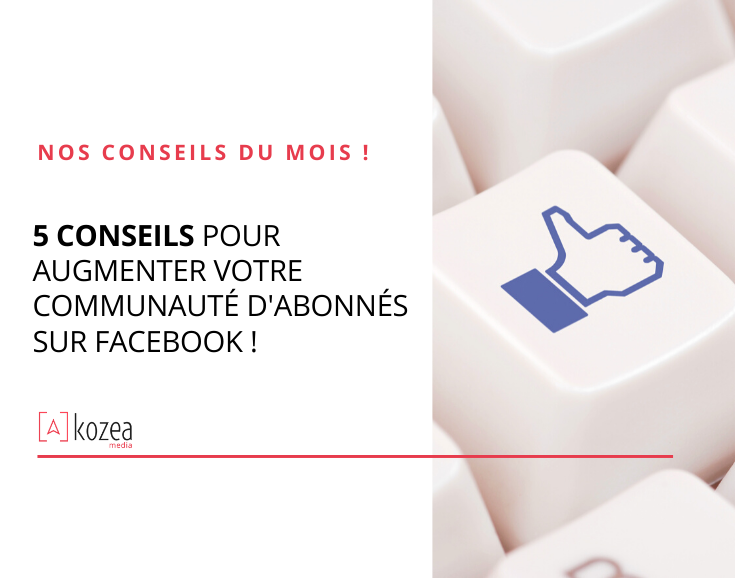 NOS CONSEILS DU MOIS !
5 CONSEILS POUR
AUGMENTER VOTRE
COMMUNAUTÉ D'ABONNÉS
SUR FACEBOOK !
[A] kozea
media